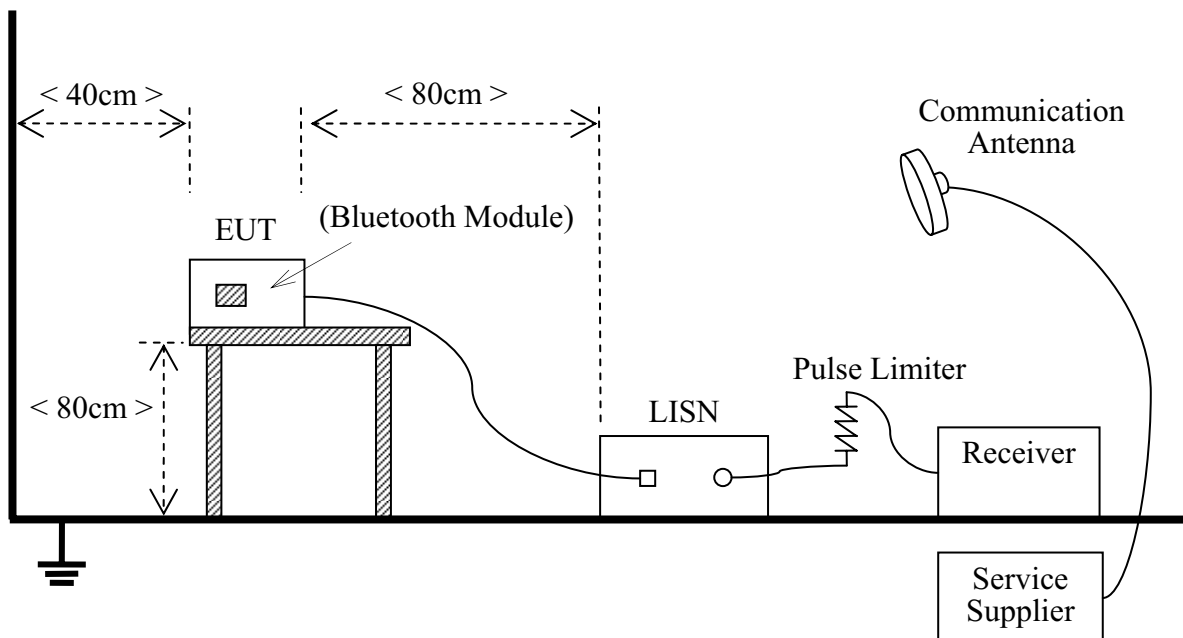 < 40cm >
< 80cm >
Communication
Antenna
(Bluetooth Module)
EUT
Pulse Limiter
< 80cm >
LISN
Receiver
Service
Supplier